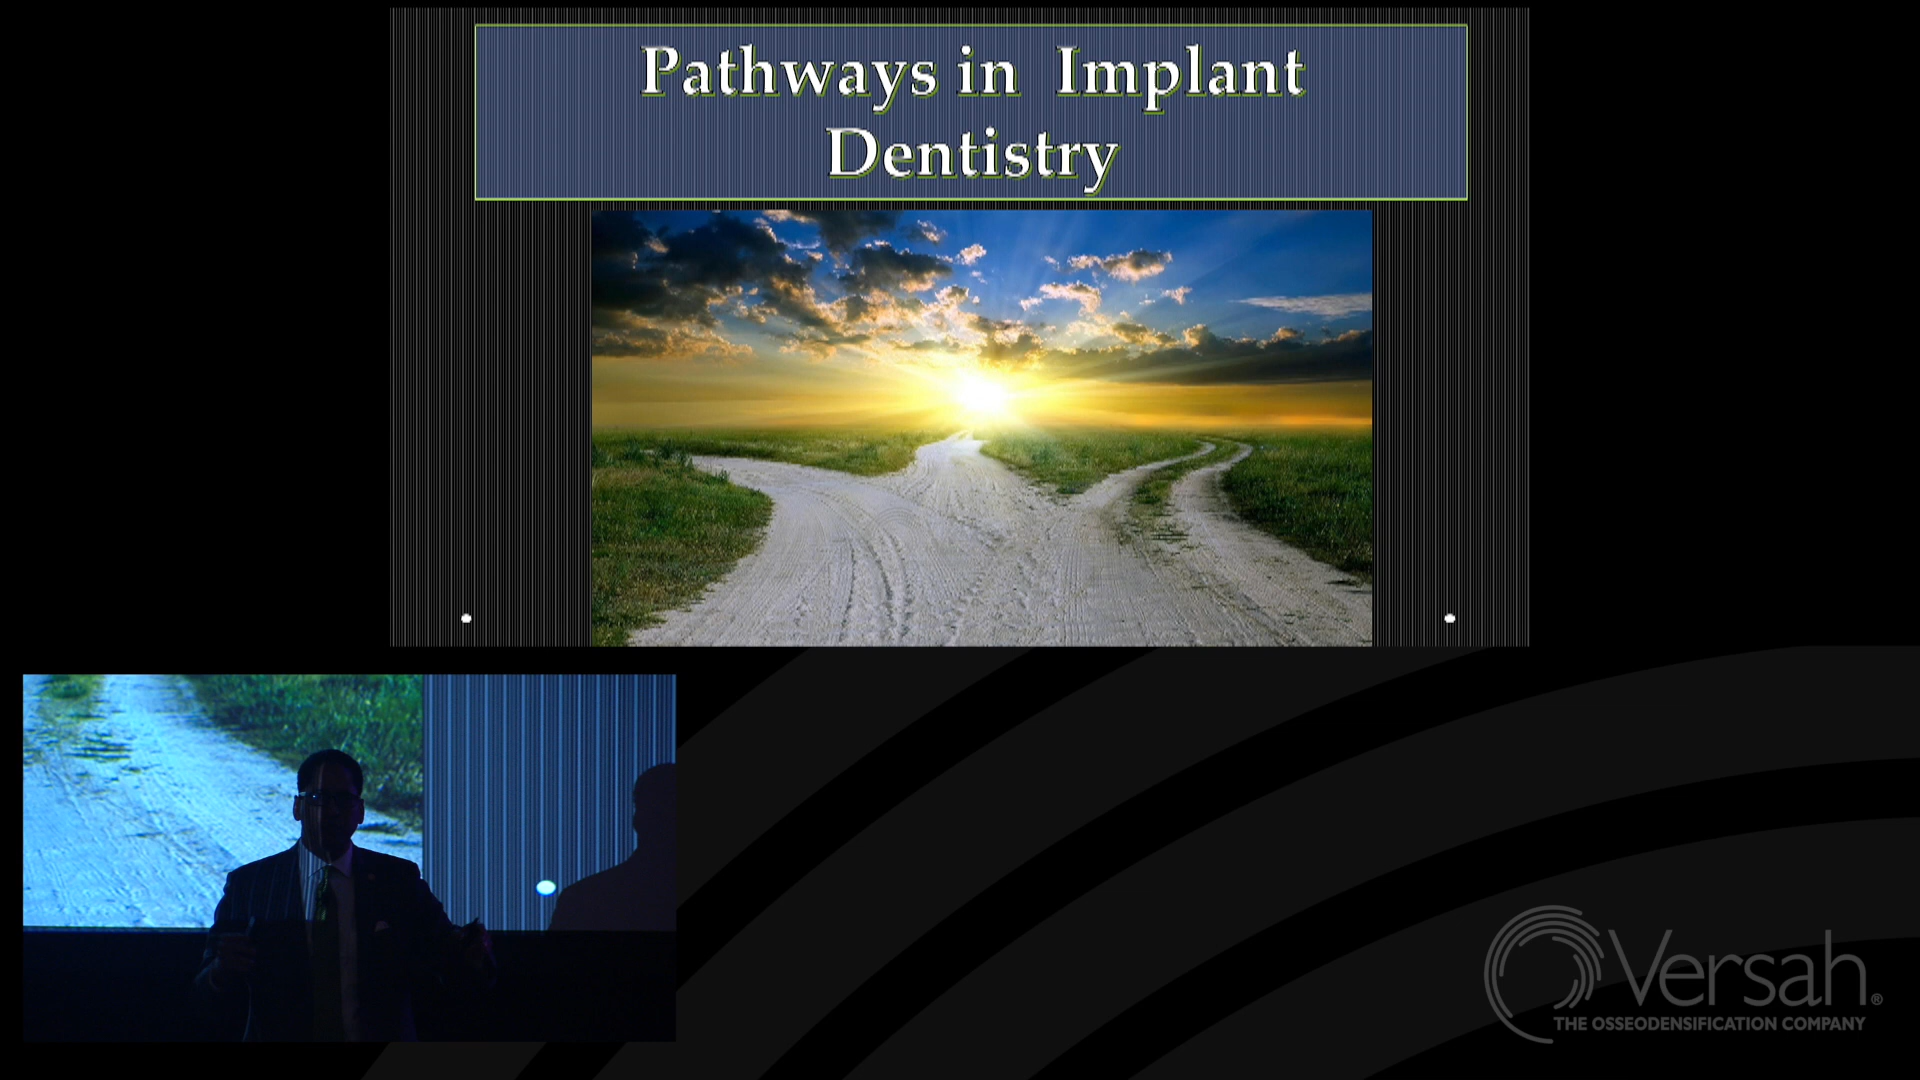 Pathways in Implant
Dentistry
Versah®
THE OSSEODENSIFICATION COMPANY